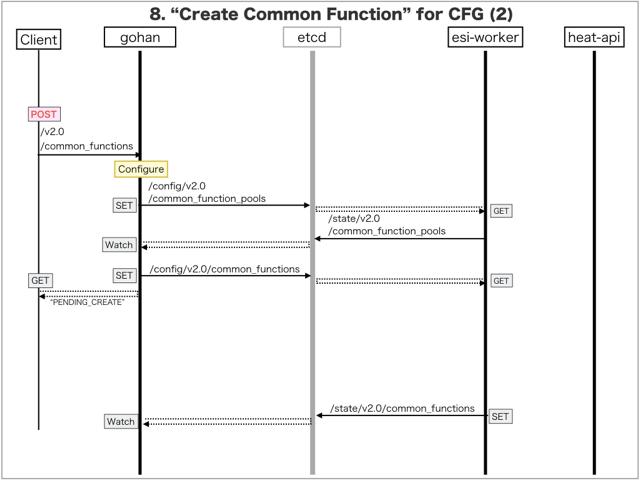 8. “Create Common Function” for CFG (2)
Client
gohan
etcd
esi-worker
heat-api
POST
/v2.0
/common_functions
Configure
/config/v2.0
/common_function_pools
SET
GET
/state/v2.0
/common_function_pools
Watch
SET
/config/v2.0/common_functions
GET
GET
“PENDING_CREATE”
/state/v2.0/common_functions
SET
Watch